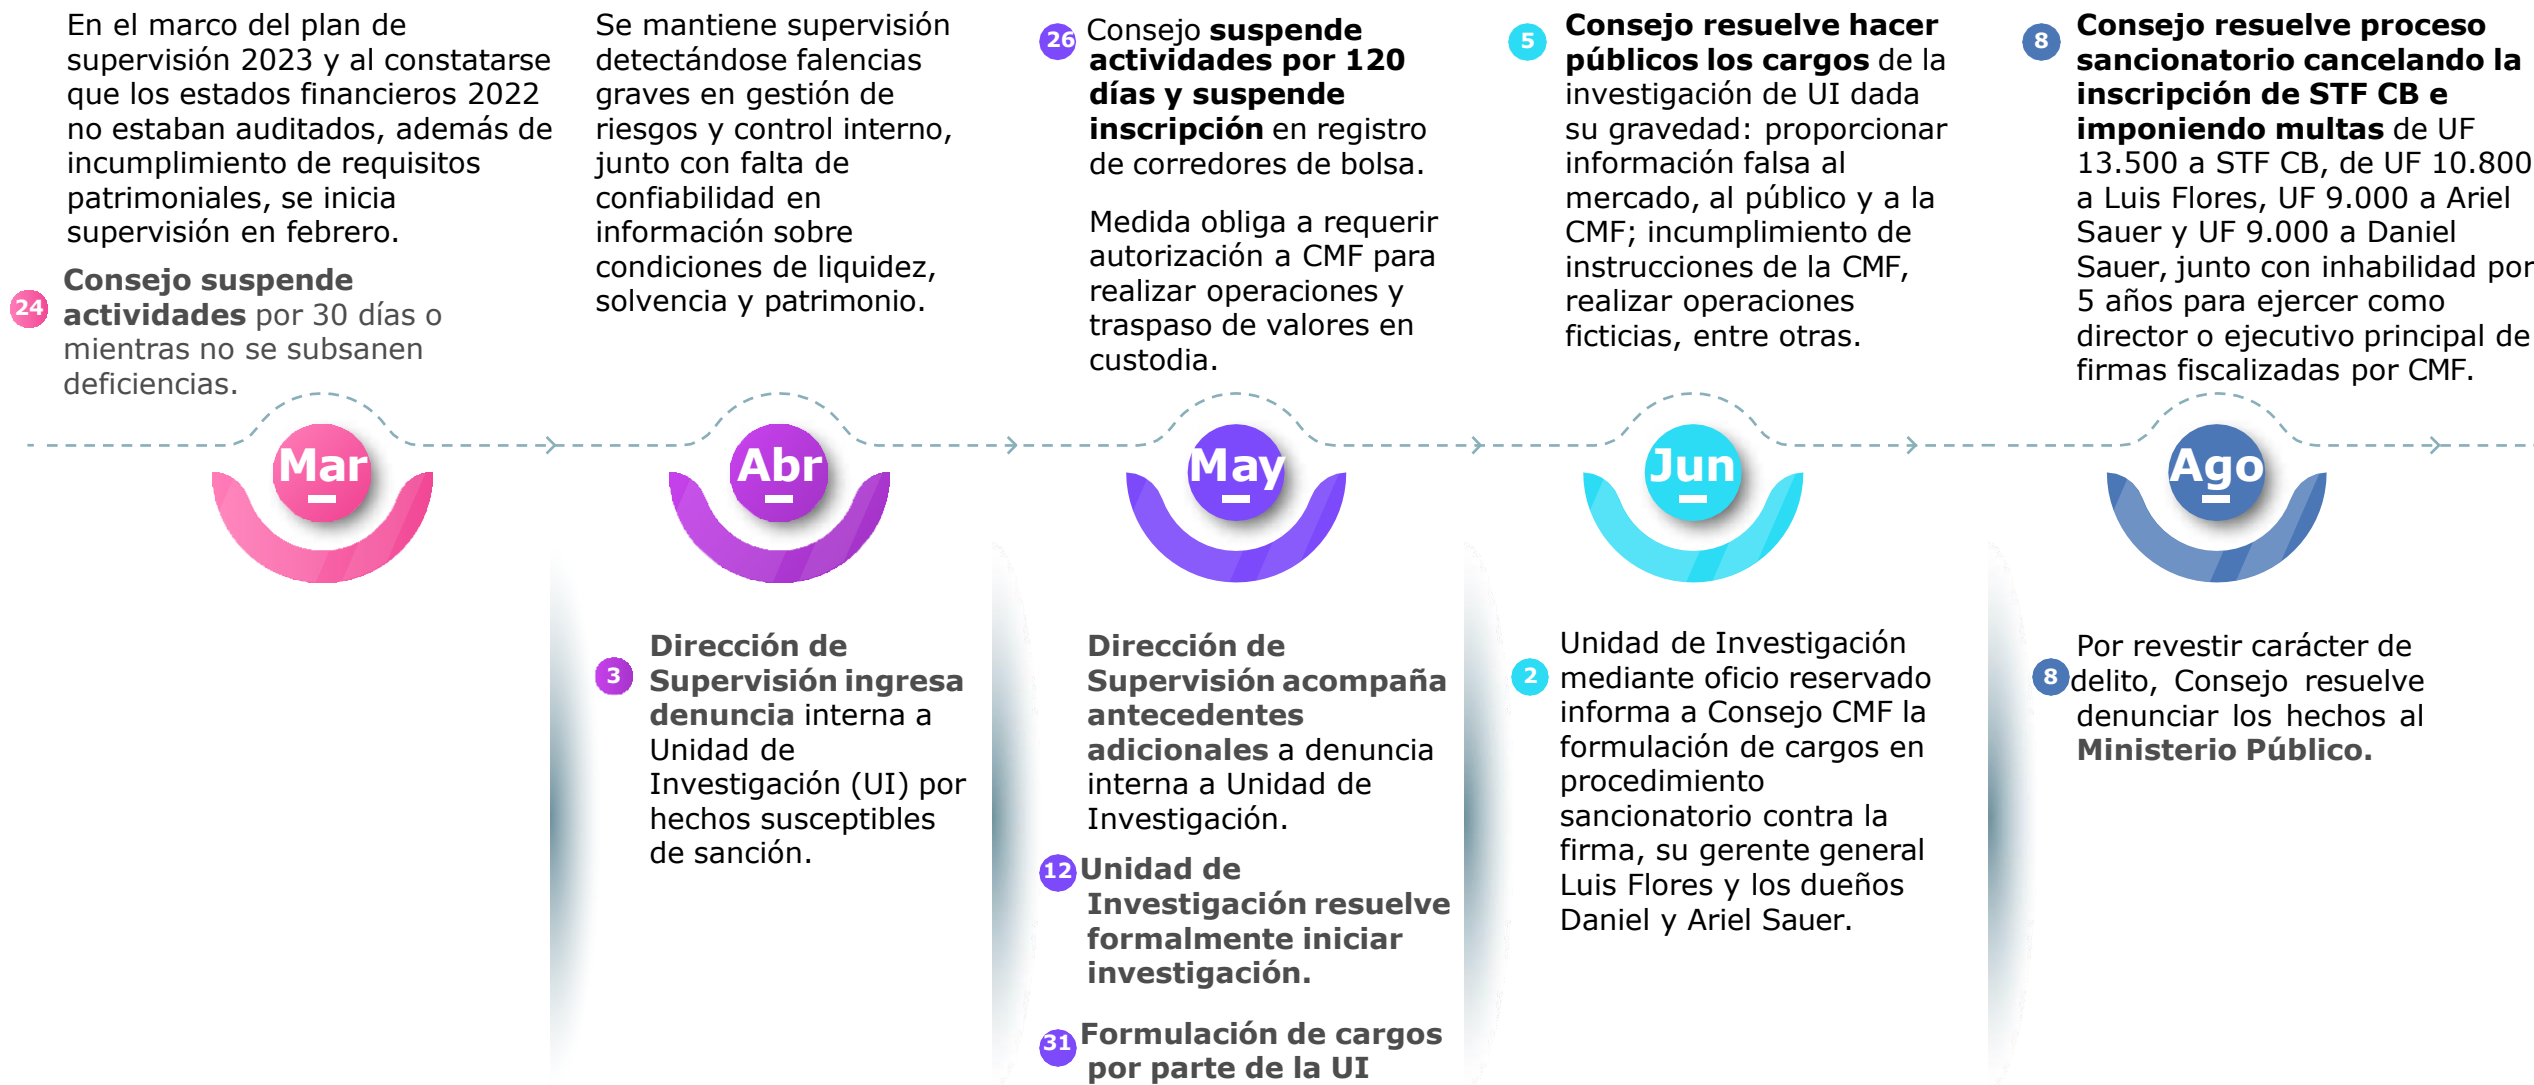 En el marco del plan de
supervisión 2023 y al constatarse
que los estados financieros 2022
no estaban auditados, además de
incumplimiento de requisitos
patrimoniales, se inicia
supervisión en febrero.
24
Consejo suspende
actividades por 30 días o
mientras no se subsanen
deficiencias.
Se mantiene supervisión
detectándose falencias
graves en gestión de
riesgos y control interno,
junto con falta de
confiabilidad en
información sobre
condiciones de liquidez,
solvencia y patrimonio.
26
Consejo suspende
actividades por 120
días y suspende
inscripción en registro
de corredores de bolsa.
Medida obliga a requerir
autorización a CMF para
realizar operaciones y
traspaso de valores en
custodia.
5
Consejo resuelve hacer
públicos los cargos de la
investigación de UI dada
su gravedad: proporcionar
información falsa al
mercado, al público y a la
CMF; incumplimiento de
instrucciones de la CMF,
realizar operaciones
ficticias, entre otras.
8
Consejo resuelve proceso
sancionatorio cancelando la
inscripción de STF CB e
imponiendo multas de UF
13.500 a STF CB, de UF 10.800
a Luis Flores, UF 9.000 a Ariel
Sauer y UF 9.000 a Daniel
Sauer, junto con inhabilidad por
5 años para ejercer como
director o ejecutivo principal de
firmas fiscalizadas por CMF.
Mar
Abr
May
Jun
Ago
3
Dirección de
Supervisión ingresa
denuncia interna a
Unidad de
Investigación (UI) por
hechos susceptibles
de sanción.
Dirección de
Supervisión acompaña
antecedentes
adicionales a denuncia
interna a Unidad de
Investigación.
12
Unidad de
Investigación resuelve
formalmente iniciar
investigación.
31
Formulación de cargos
por parte de la UI
2
Unidad de Investigación
mediante oficio reservado
informa a Consejo CMF la
formulación de cargos en
procedimiento
sancionatorio contra la
firma, su gerente general
Luis Flores y los dueños
Daniel y Ariel Sauer.
8
Por revestir carácter de
delito, Consejo resuelve
denunciar los hechos al
Ministerio Público.